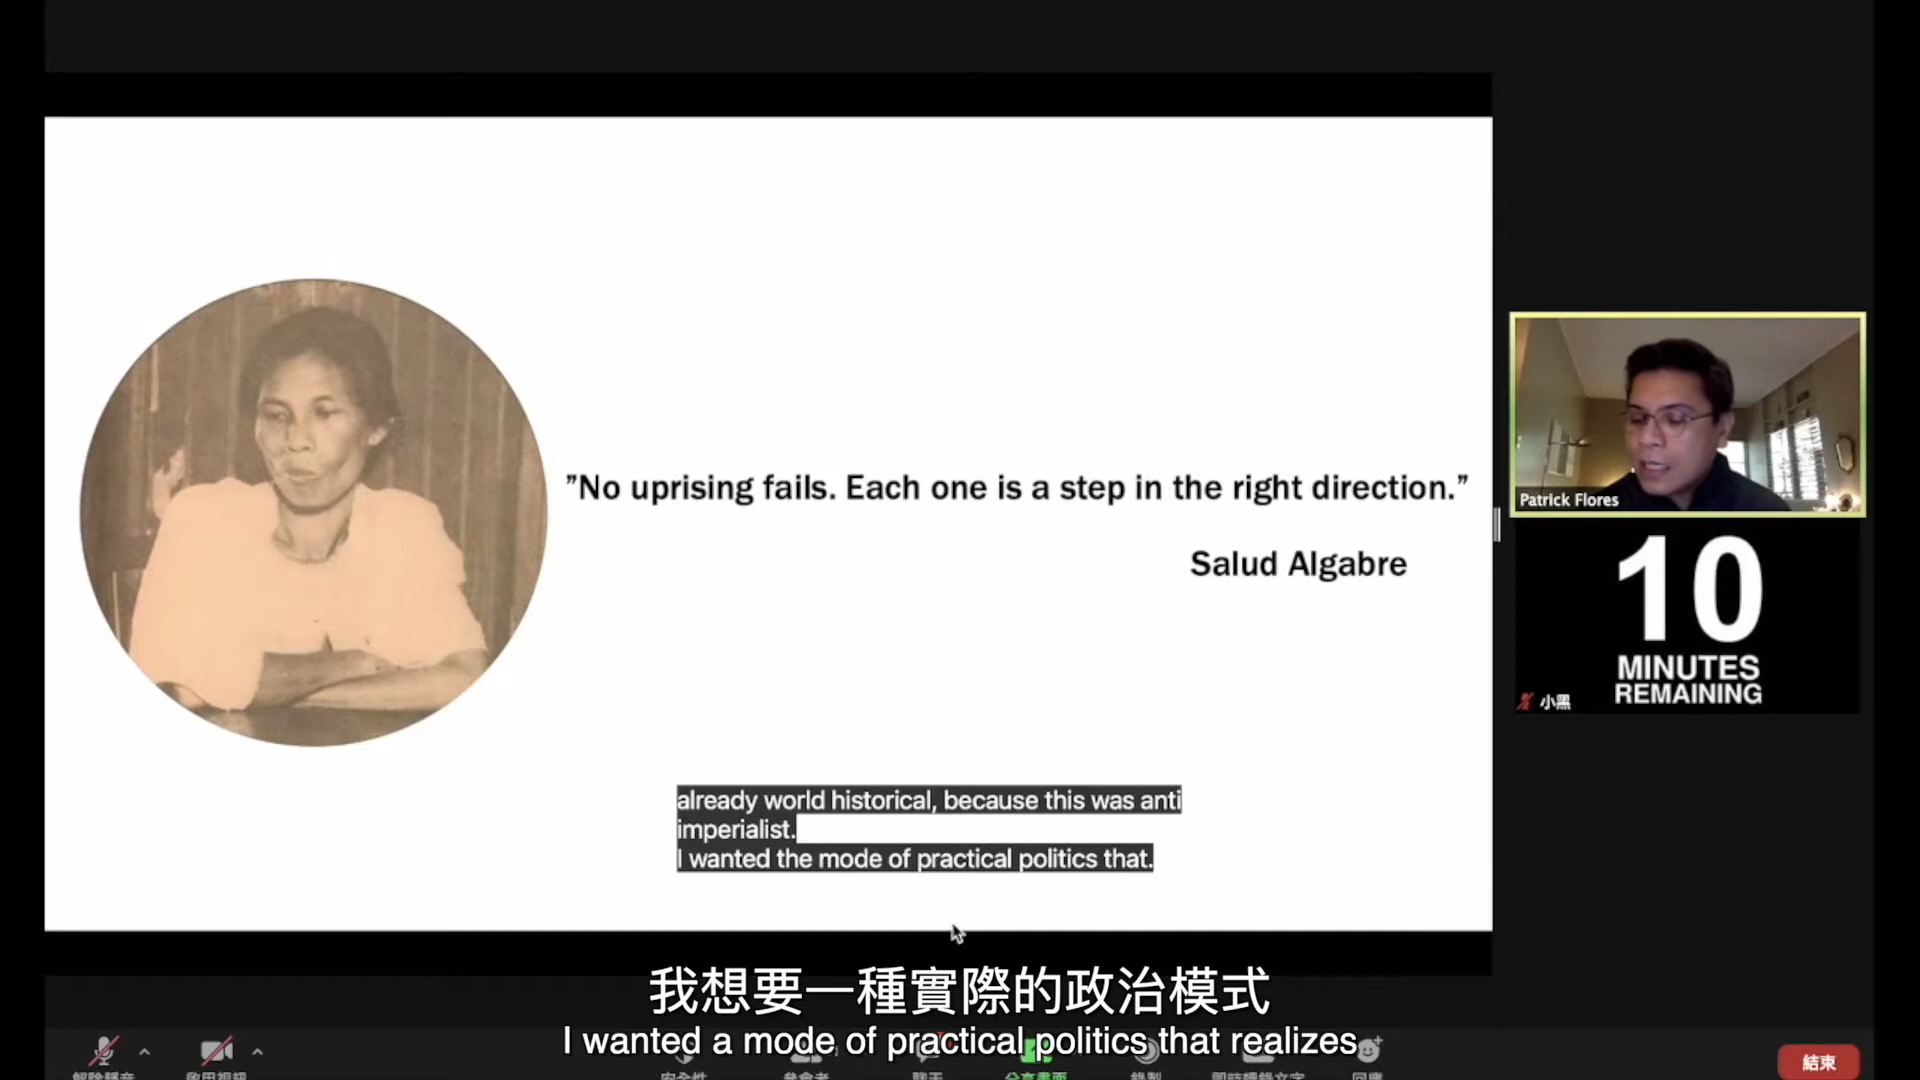 ”No uprising fails. Each one is a step in the right direction.”
Salud Algabre
Patrick Flores
10
MINUTES
REMAINING
小黑
already world historical, because this was anti
imperialist.
I wanted the mode of practical politics that.
我想要一種實際的政治模式
I wanted a mode of practical politics that realizes
結束